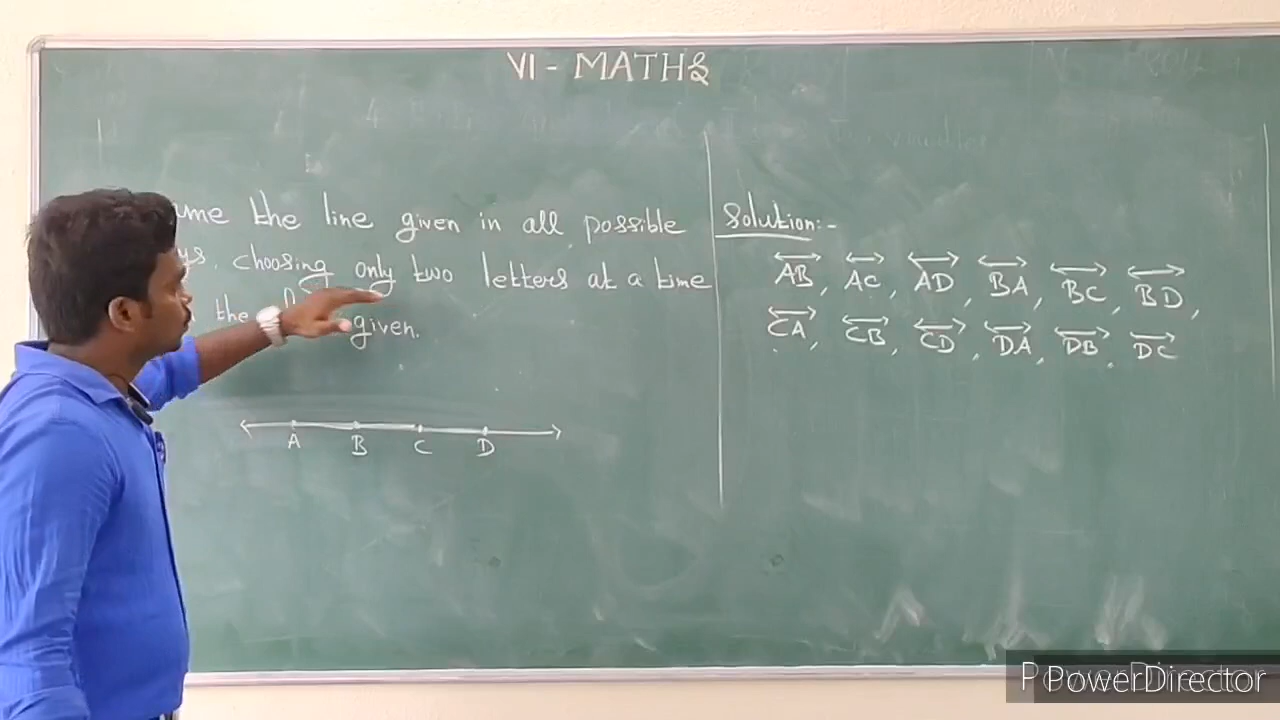 VI - MATHS
the line given in all possible
choosing only two letters at a time
the given.
A B C D
Solution:-
AB, AC, AD, BA, BC, BD,
CA, CB, CD, DA, DB, DC
PowerDirector